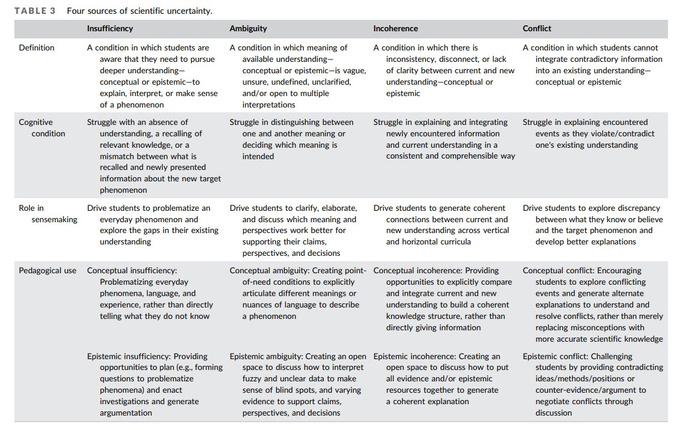 TABLE 3 Four sources of scientific uncertainty.
Insufficiency Ambiguity Incoherence Conflict
Definition
A condition in which students are
aware that they need to pursue
deeper understanding—
conceptual or epistemic—to
explain, interpret, or make sense
of a phenomenon
A condition in which meaning of
available understanding—
conceptual or epistemic—is vague,
unsure, undefined, unclarified,
and/or open to multiple
interpretations
A condition in which there is
inconsistency, disconnect, or lack
of clarity between current and new
understanding—conceptual or
epistemic
A condition in which students cannot
integrate contradictory information
into an existing understanding—
conceptual or epistemic
Cognitive
condition
Struggle with an absence of
understanding, a recalling of
relevant knowledge, or a
mismatch between what is
recalled and newly presented
information about the new target
phenomenon
Struggle in distinguishing between
one and another meaning or
deciding which meaning is
intended
Struggle in explaining and integrating
newly encountered information
and current understanding in a
consistent and comprehensible way
Struggle in explaining encountered
events as they violate/contradict
one's existing understanding
Role in
sensemaking
Drive students to problematize an
everyday phenomenon and
explore the gaps in their existing
understanding
Drive students to clarify, elaborate,
and discuss which meaning and
perspectives work better for
supporting their claims,
perspectives, and decisions
Drive students to generate coherent
connections between current and
new understanding across vertical
and horizontal curricula
Drive students to explore discrepancy
between what they know or believe
and the target phenomenon and
develop better explanations
Pedagogical use
Conceptual insufficiency:
Problematizing everyday
phenomena, language, and
experience, rather than directly
telling what they do not know
Conceptual ambiguity: Creating point-
of-need conditions to explicitly
articulate different meanings or
nuances of language to describe
a phenomenon
Conceptual incoherence: Providing
opportunities to explicitly compare
and integrate current and new
understanding to build a coherent
knowledge structure, rather than
directly giving information
Conceptual conflict: Encouraging
students to explore conflicting
events and generate alternate
explanations to understand and
resolve conflicts, rather than merely
replacing misconceptions with
more accurate scientific knowledge
Epistemic insufficiency: Providing
opportunities to plan (e.g., forming
questions to problematize
phenomena) and enact
investigations and generate
argumentation
Epistemic ambiguity: Creating an open
space to discuss how to interpret
fuzzy and unclear data to make
sense of blind spots, and varying
evidence to support claims,
perspectives, and decisions
Epistemic incoherence: Creating an
open space to discuss how to put
all evidence and/or epistemic
resources together to generate
a coherent explanation
Epistemic conflict: Challenging
students by providing contradicting
ideas/methods/positions or
counter-evidence/argument to
negotiate conflicts through
discussion